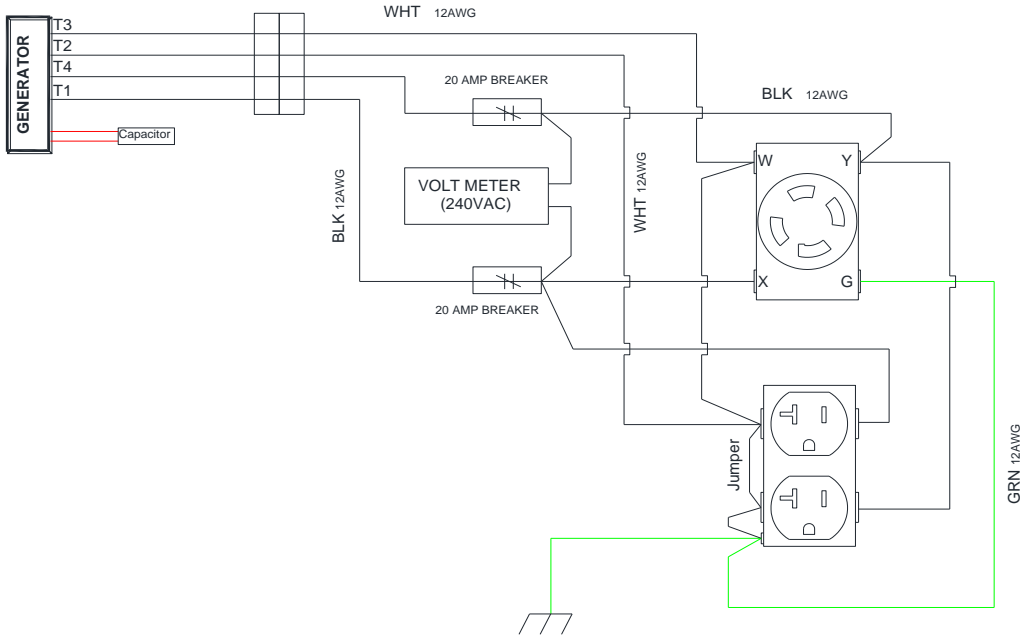 WHT 12AWG
T3
T2
T4
T1
GENERATOR
Capacitor
20 AMP BREAKER
BLK 12AWG
VOLT METER
(240VAC)
BLK 12AWG
WHT 12AWG
W
Y
X
G
20 AMP BREAKER
Jumper
GRN 12AWG